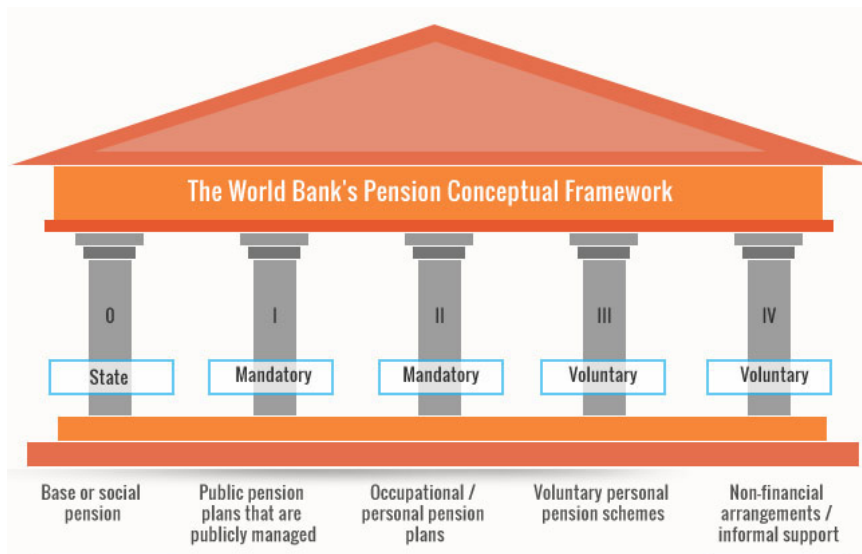 The World Bank's Pension Conceptual Framework
0
I
II
III
IV
State
Mandatory
Mandatory
Voluntary
Voluntary
Base or social
pension
Public pension
plans that are
publicly managed
Occupational /
personal pension
plans
Voluntary personal
pension schemes
Non-financial
arrangements /
informal support